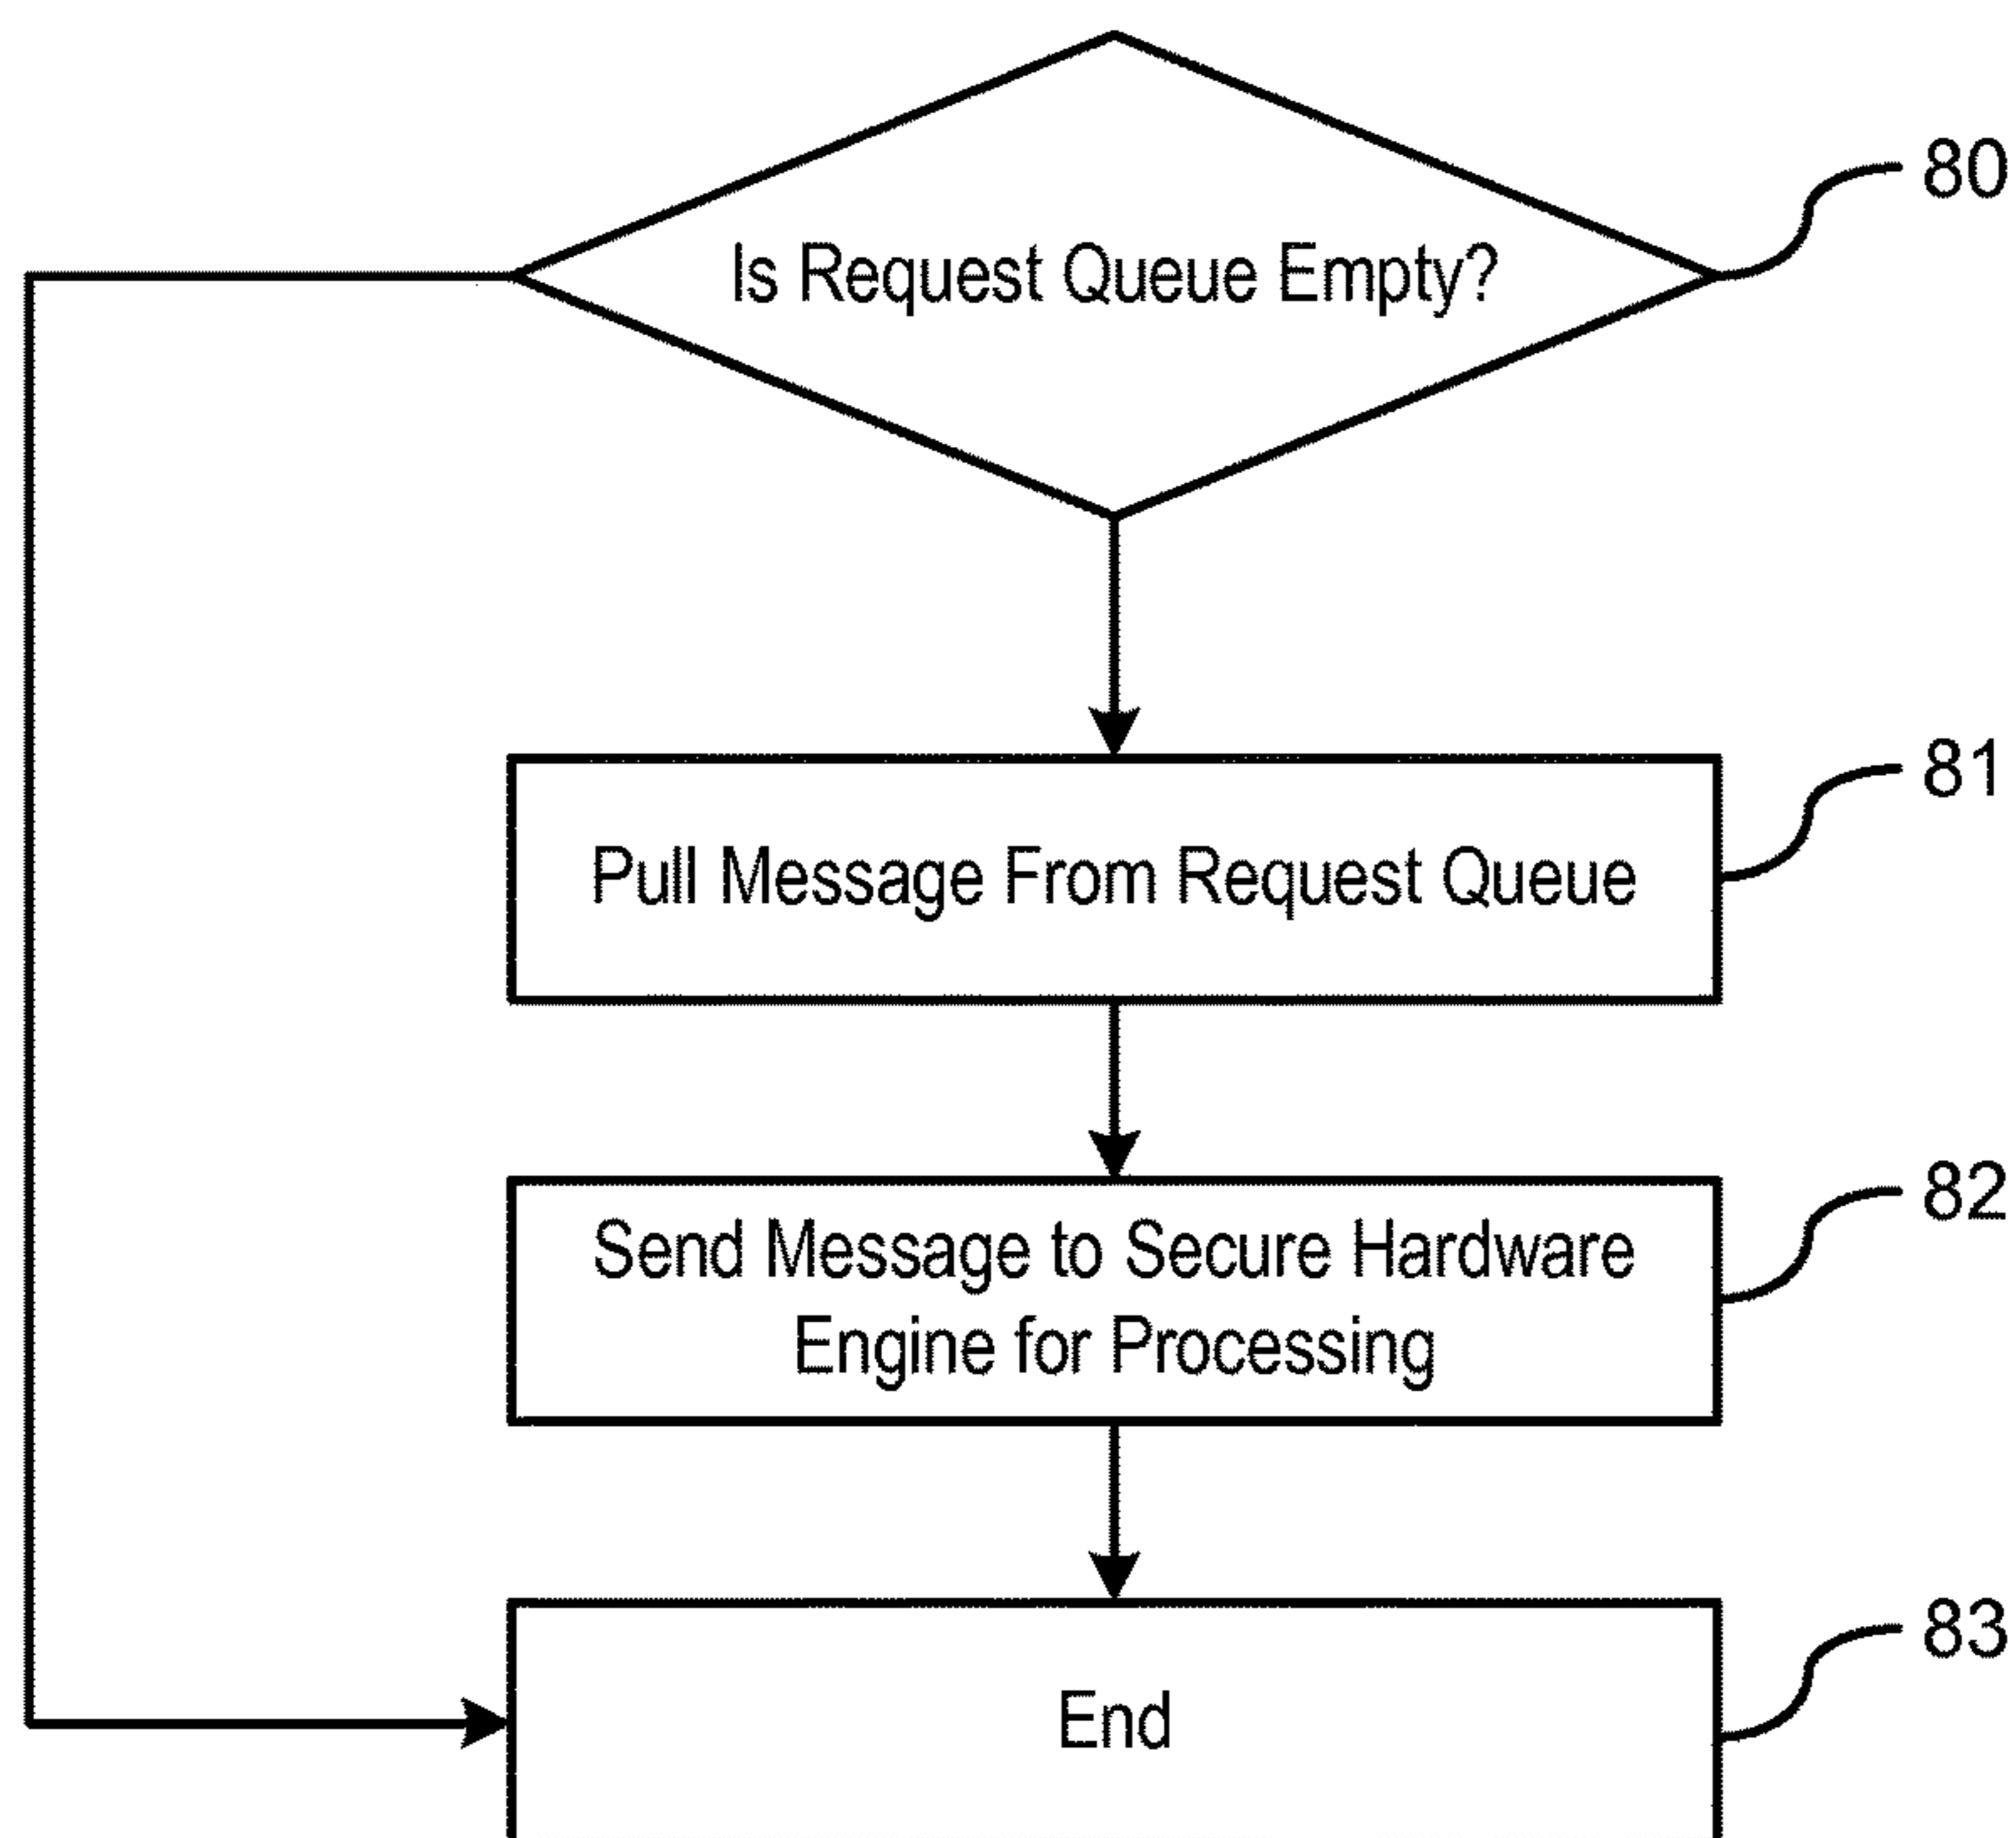 80
Is Request Queue Empty?
81
Pull Message From Request Queue
82
Send Message to Secure Hardware
Engine for Processing
83
End